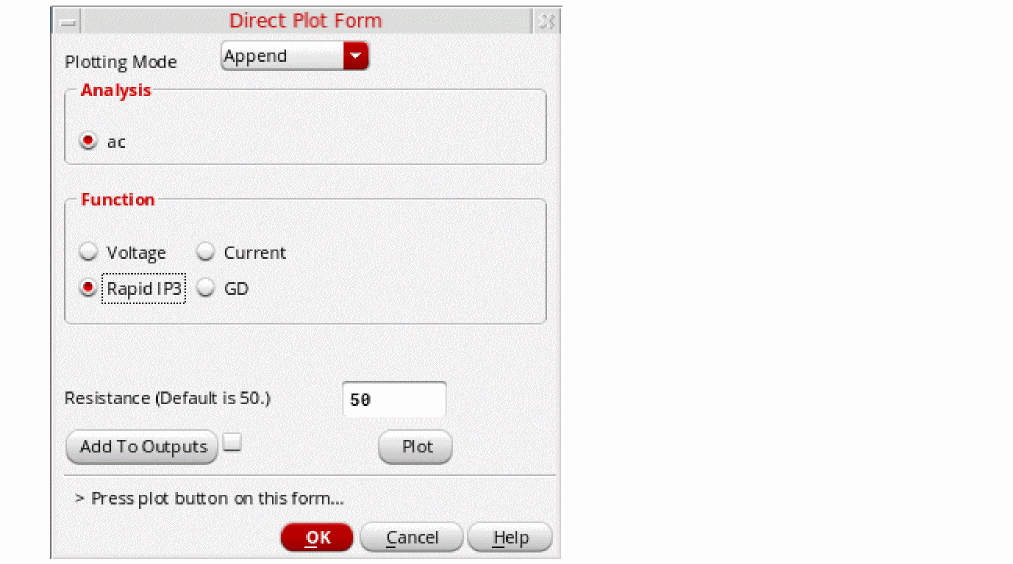 Direct Plot Form
Plotting Mode Append
Analysis
ac
Function
Voltage Current
Rapid IP3 GD
Resistance (Default is 50.) 50
Add To Outputs Plot
> Press plot button on this form...
OK Cancel Help